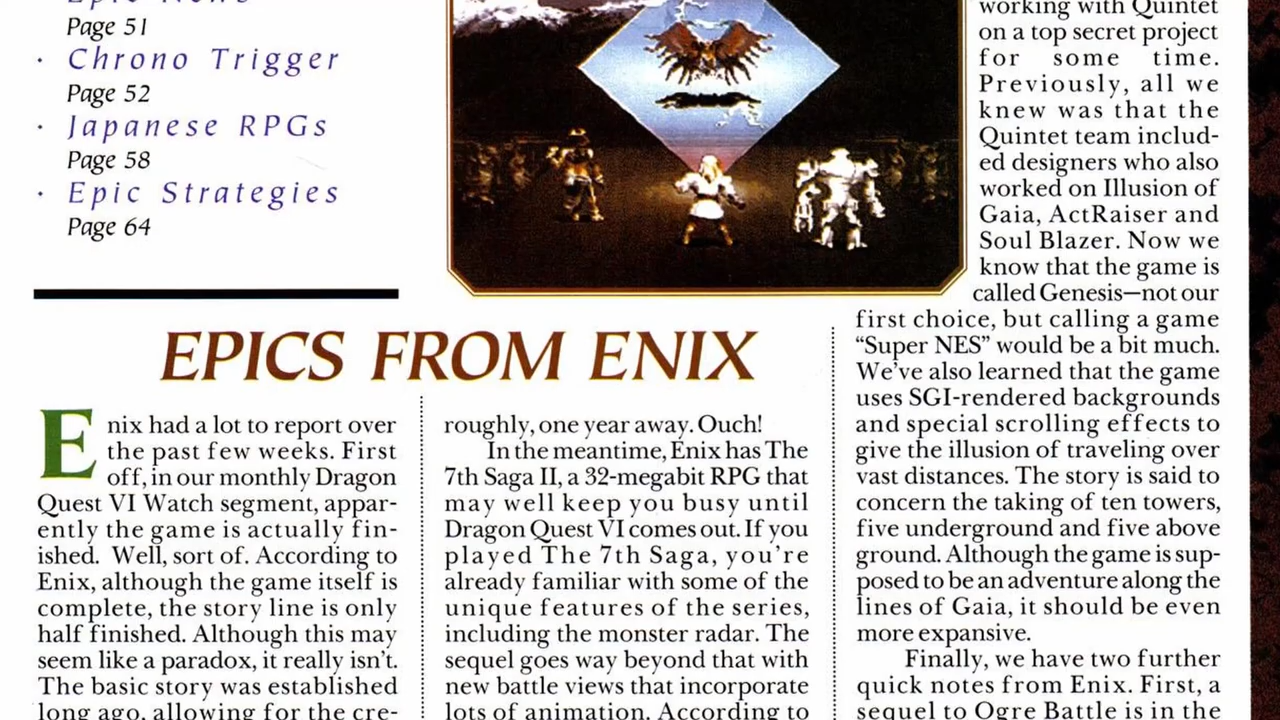 Epic News
Page 51
· Chrono Trigger
Page 52
· Japanese RPGs
Page 58
· Epic Strategies
Page 64
EPICS FROM ENIX
Enix had a lot to report over
the past few weeks. First
off, in our monthly Dragon
Quest VI Watch segment, appar-
ently the game is actually fin-
ished. Well, sort of. According to
Enix, although the game itself is
complete, the story line is only
half finished. Although this may
seem like a paradox, it really isn't.
The basic story was established
long ago, allowing for the cre-
roughly, one year away. Ouch!
In the meantime, Enix has The
7th Saga II, a 32-megabit RPG that
may well keep you busy until
Dragon Quest VI comes out. If you
played The 7th Saga, you're
already familiar with some of the
unique features of the series,
including the monster radar. The
sequel goes way beyond that with
new battle views that incorporate
lots of animation. According to
working with Quintet
on a top secret project
for some time.
Previously, all we
knew was that the
Quintet team includ-
ed designers who also
worked on Illusion of
Gaia, ActRaiser and
Soul Blazer. Now we
know that the game is
called Genesis—not our
first choice, but calling a game
“Super NES” would be a bit much.
We've also learned that the game
uses SGI-rendered backgrounds
and special scrolling effects to
give the illusion of traveling over
vast distances. The story is said to
concern the taking of ten towers,
five underground and five above
ground. Although the game is sup-
posed to be an adventure along the
lines of Gaia, it should be even
more expansive.
Finally, we have two further
quick notes from Enix. First, a
sequel to Ogre Battle is in the